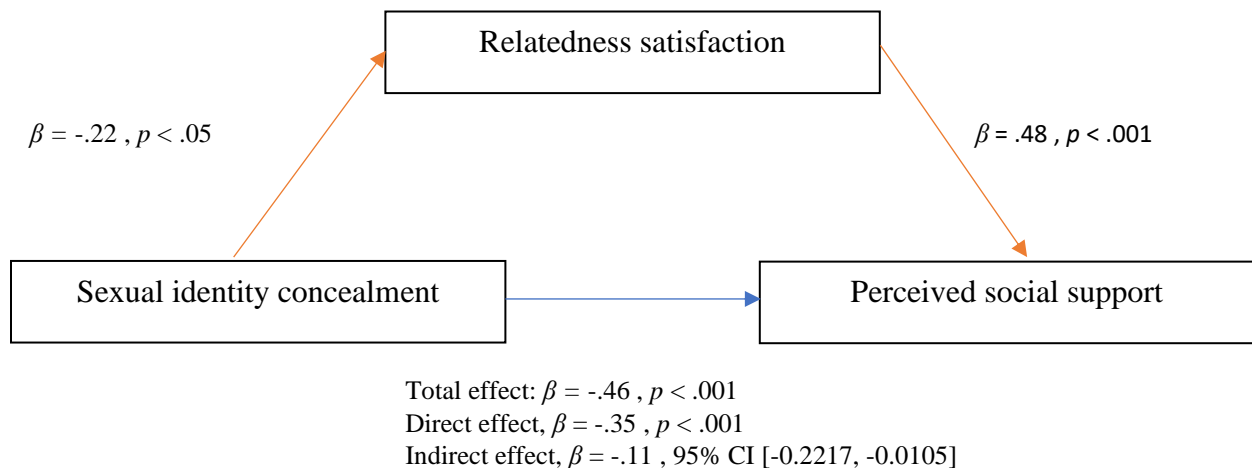 Relatedness satisfaction
β = -.22 , p < .05
β = .48 , p < .001
Sexual identity concealment
Perceived social support
Total effect: β = -.46 , p < .001
Direct effect, β = -.35 , p < .001
Indirect effect, β = -.11 , 95% CI [-0.2217, -0.0105]